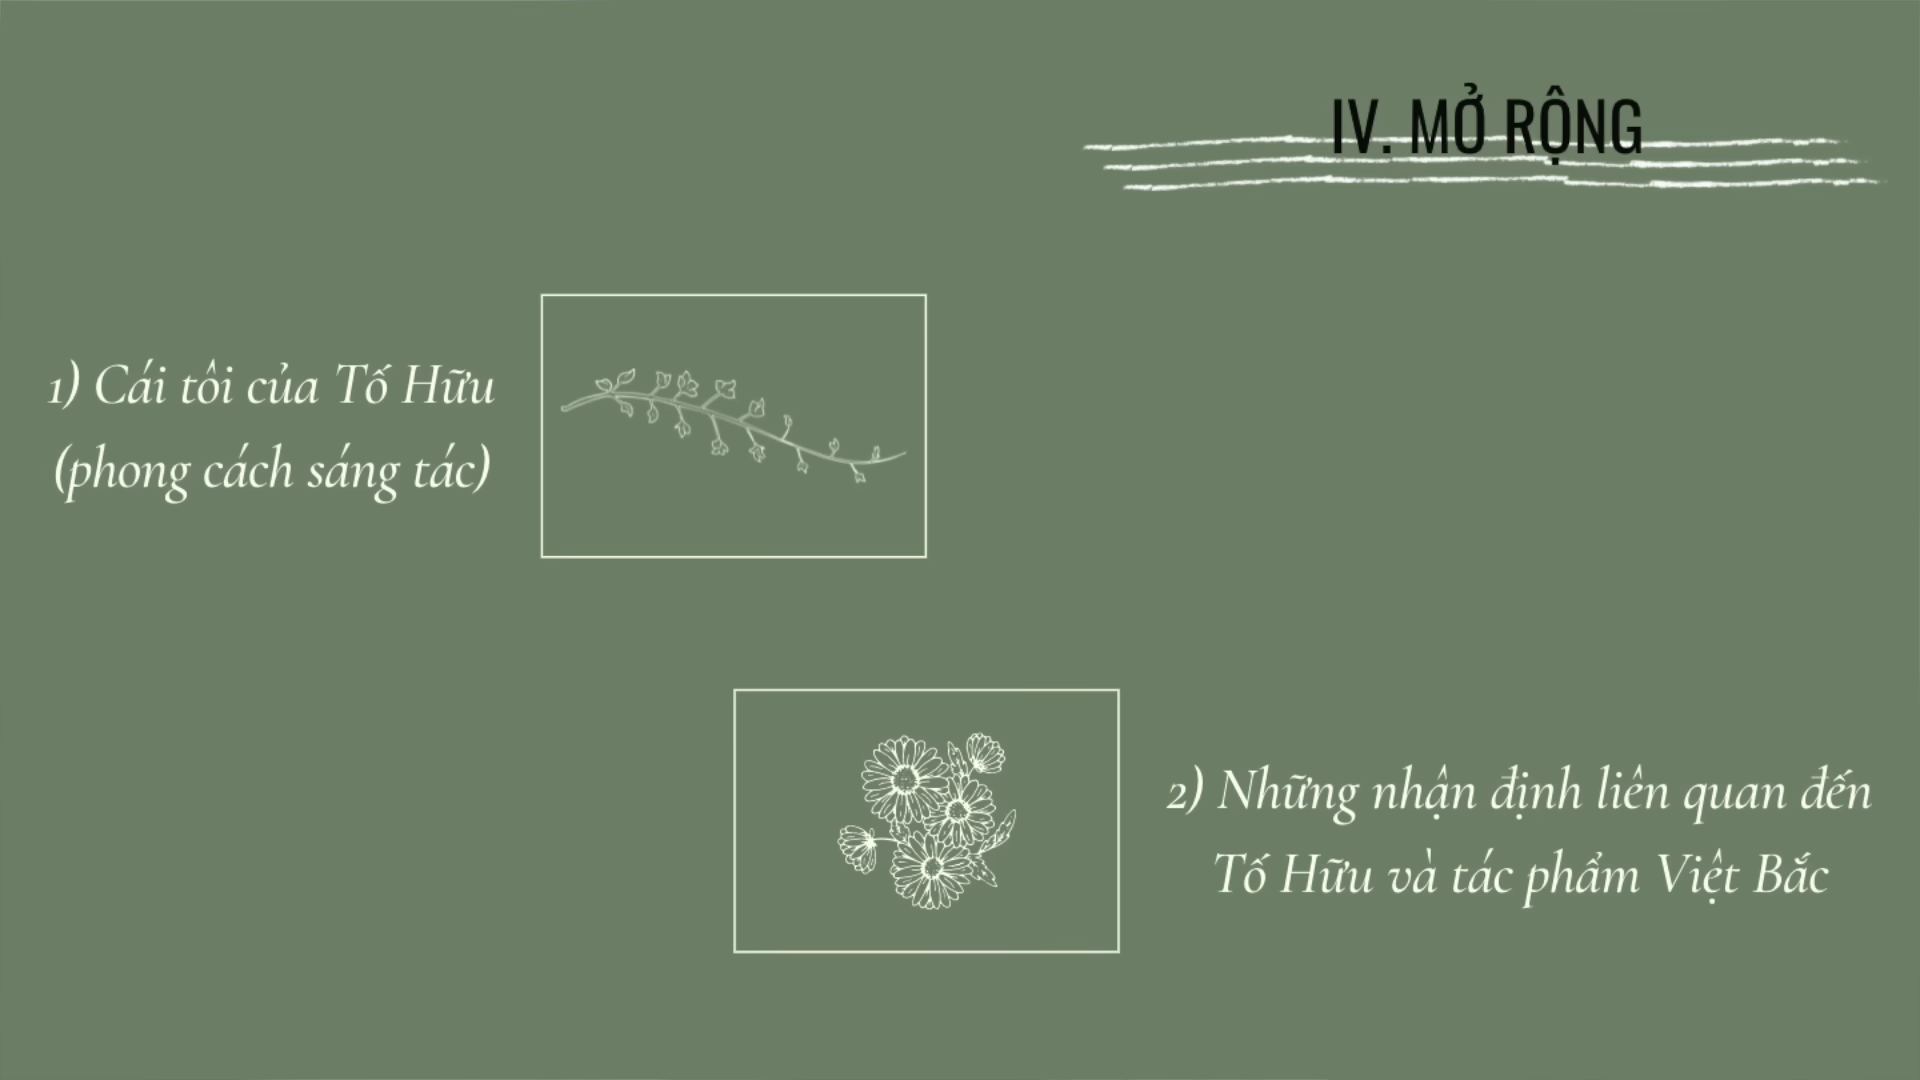 IV. MỞ RỘNG
1) Cái tôi của Tố Hữu
(phong cách sáng tác)
2) Những nhận định liên quan đến
Tố Hữu và tác phẩm Việt Bắc